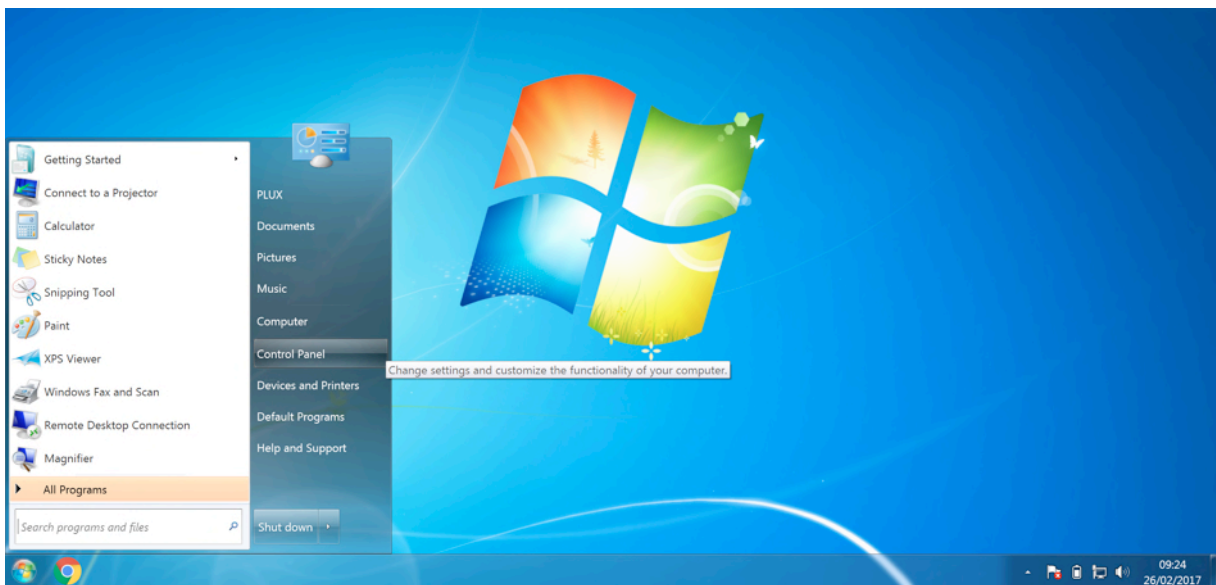 Getting Started
Connect to a Projector
Calculator
Sticky Notes
Snipping Tool
Paint
XPS Viewer
Windows Fax and Scan
Remote Desktop Connection
Magnifier
All Programs
Search programs and files
PLUX
Documents
Pictures
Music
Computer
Control Panel
Change settings and customize the functionality of your computer.
Devices and Printers
Default Programs
Help and Support
Shut down
09:24
26/02/2017